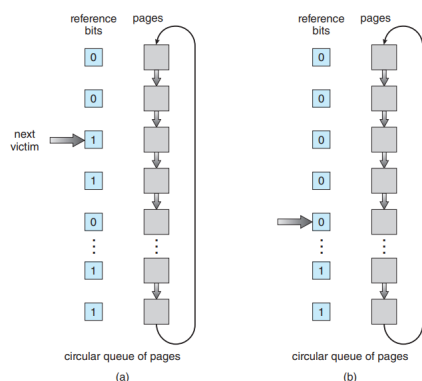 reference bits
pages
0
0
next victim
1
1
0
1
1
circular queue of pages
(a)
reference bits
pages
0
0
0
0
0
1
1
circular queue of pages
(b)